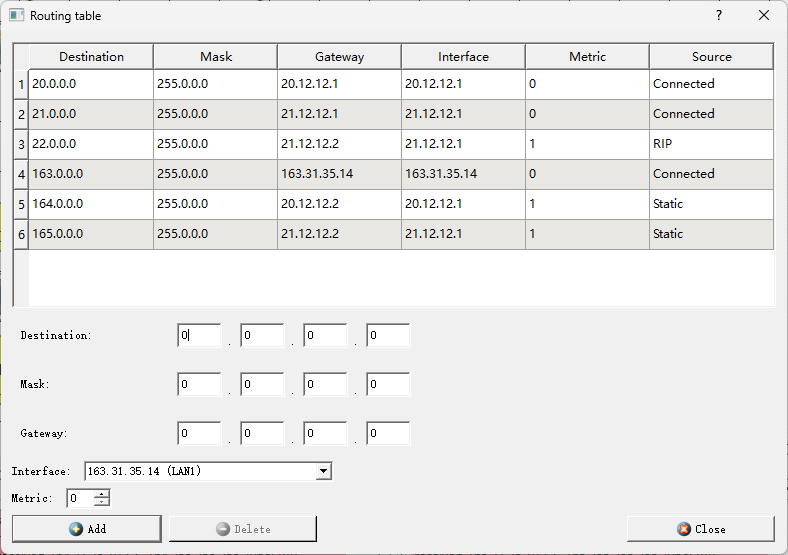 Routing table ?
Destination Mask Gateway Interface Metric Source
1 20.0.0.0 255.0.0.0 20.12.12.1 20.12.12.1 0 Connected
2 21.0.0.0 255.0.0.0 21.12.12.1 21.12.12.1 0 Connected
3 22.0.0.0 255.0.0.0 21.12.12.2 21.12.12.1 1 RIP
4 163.0.0.0 255.0.0.0 163.31.35.14 163.31.35.14 0 Connected
5 164.0.0.0 255.0.0.0 20.12.12.2 20.12.12.1 1 Static
6 165.0.0.0 255.0.0.0 21.12.12.2 21.12.12.1 1 Static
Destination: 0 . 0 . 0 . 0
Mask: 0 . 0 . 0 . 0
Gateway: 0 . 0 . 0 . 0
Interface: 163.31.35.14 (LAN1)
Metric: 0
Add Delete Close